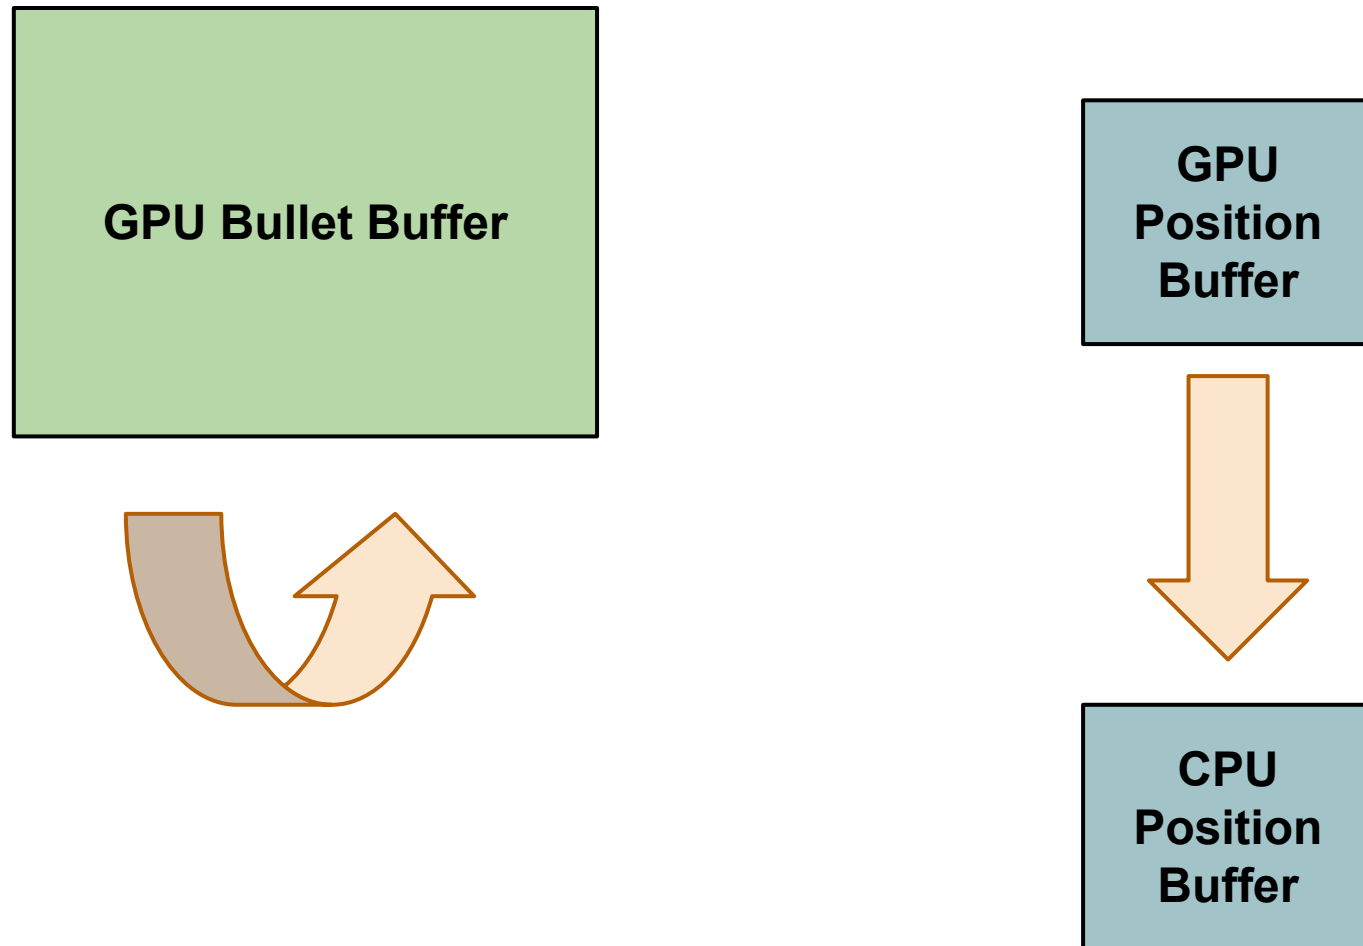 GPU Bullet Buffer
GPU
Position
Buffer
CPU
Position
Buffer